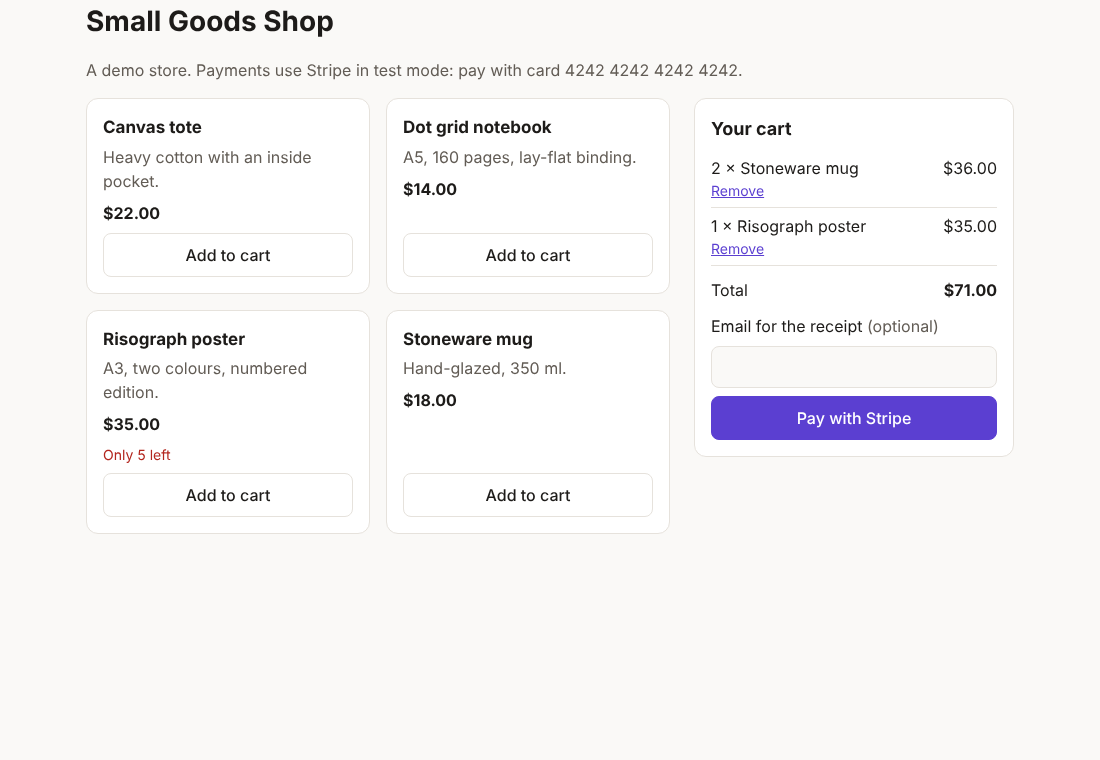 Small Goods Shop
A demo store. Payments use Stripe in test mode: pay with card 4242 4242 4242 4242.
Canvas tote
Heavy cotton with an inside
pocket.
$22.00
Add to cart
Dot grid notebook
A5, 160 pages, lay-flat binding.
$14.00
Add to cart
Risograph poster
A3, two colours, numbered
edition.
$35.00
Only 5 left
Add to cart
Stoneware mug
Hand-glazed, 350 ml.
$18.00
Add to cart
Your cart
2 × Stoneware mug $36.00
Remove
1 × Risograph poster $35.00
Remove
Total $71.00
Email for the receipt (optional)
Pay with Stripe